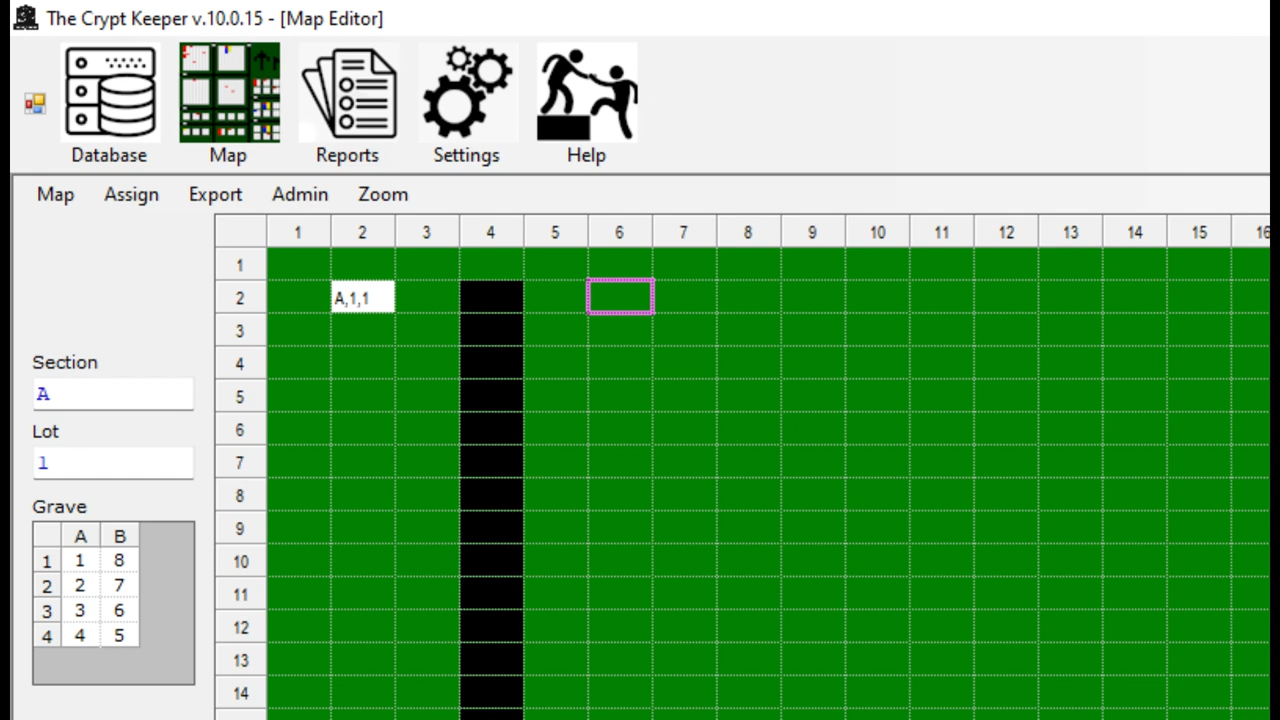 The Crypt Keeper v.10.0.15 - [Map Editor]
Database Map Reports Settings Help
Map Assign Export Admin Zoom
1 2 3 4 5 6 7 8 9 10 11 12 13 14 15 16
1
2 A,1,1
3
4
5
6
7
8
9
10
11
12
13
14
Section
A
Lot
1
Grave
A B
1 1 8
2 2 7
3 3 6
4 4 5